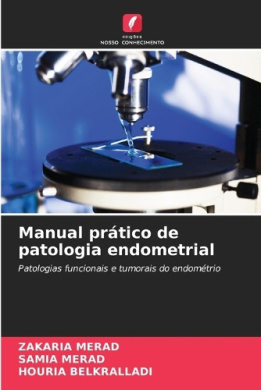 edições
NOSSO CONHECIMENTO
Manual prático de
patologia endometrial
Patologias funcionais e tumorais do endométrio
ZAKARIA MERAD
SAMIA MERAD
HOURIA BELKRALLADI